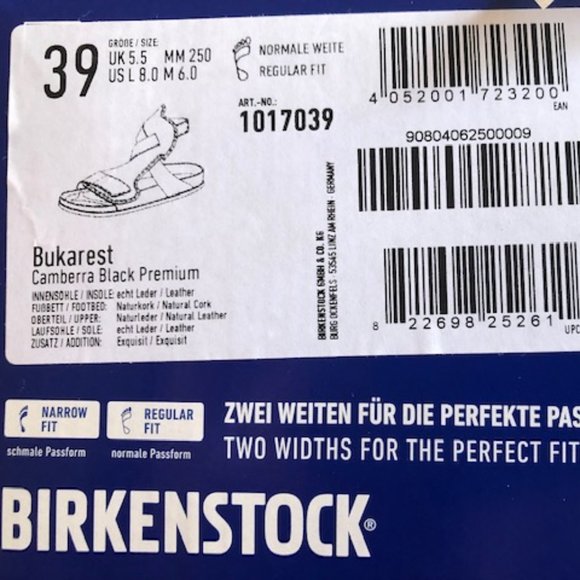 39
GRÖßE / SIZE:
UK 5.5 MM 250
US L 8.0 M 6.0
NORMALE WEITE
REGULAR FIT
ART.-NO.:
1017039
4 052001 723200
EAN
90804062500009
Bukarest
Camberra Black Premium
INNENSOHLE / INSOLE: echt Leder / Leather
FUßBETT / FOOTBED: Naturkork / Natural Cork
OBERTEIL / UPPER: Naturleder / Natural Leather
LAUFSOHLE / SOLE: echt Leder / Leather
ZUSATZ / ADDITION: Exquisit / Exquisit
BIRKENSTOCK GMBH & CO. KG
BURG OCKENFELS · 53545 LINZ AM RHEIN · GERMANY
8 22698 25261
UPC
NARROW FIT
schmale Passform
REGULAR FIT
normale Passform
ZWEI WEITEN FÜR DIE PERFEKTE PAS
TWO WIDTHS FOR THE PERFECT FIT
BIRKENSTOCK®